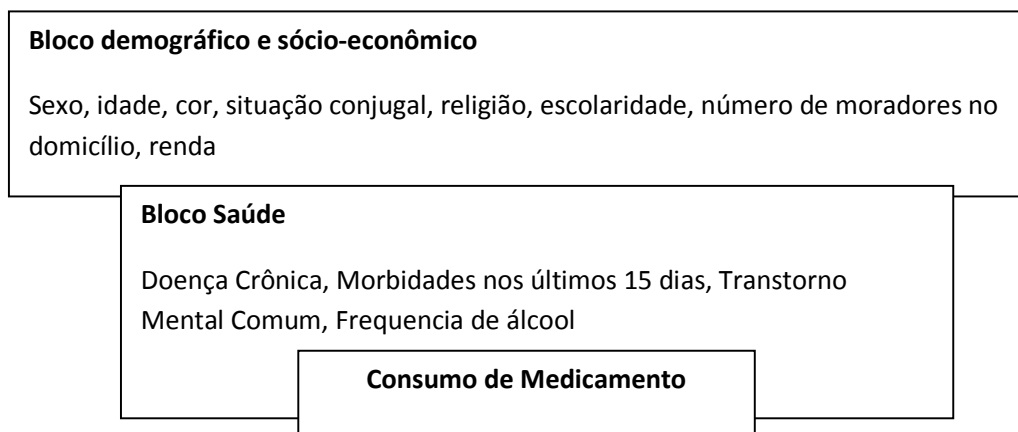 Bloco demográfico e sócio-econômico
Sexo, idade, cor, situação conjugal, religião, escolaridade, número de moradores no
domicílio, renda
Bloco Saúde
Doença Crônica, Morbidades nos últimos 15 dias, Transtorno
Mental Comum, Frequencia de álcool
Consumo de Medicamento